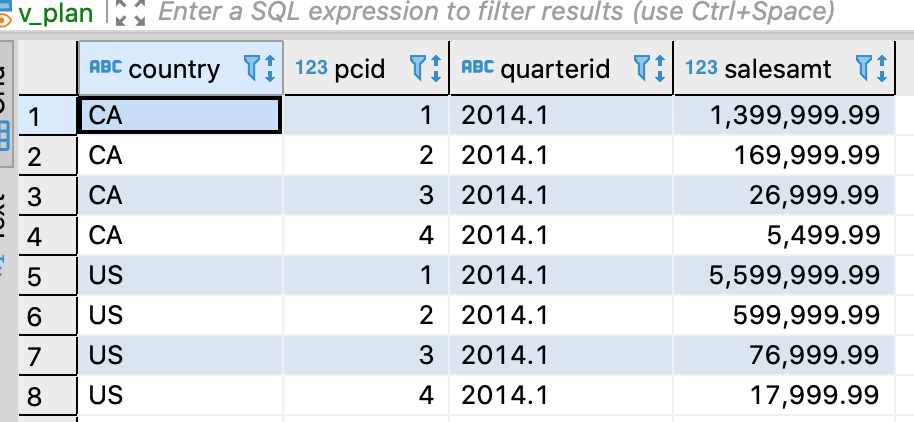 v_plan Enter a SQL expression to filter results (use Ctrl+Space)
ABC country 123 pcid ABC quarterid 123 salesamt
1 CA 1 2014.1 1,399,999.99
2 CA 2 2014.1 169,999.99
3 CA 3 2014.1 26,999.99
4 CA 4 2014.1 5,499.99
5 US 1 2014.1 5,599,999.99
6 US 2 2014.1 599,999.99
7 US 3 2014.1 76,999.99
8 US 4 2014.1 17,999.99